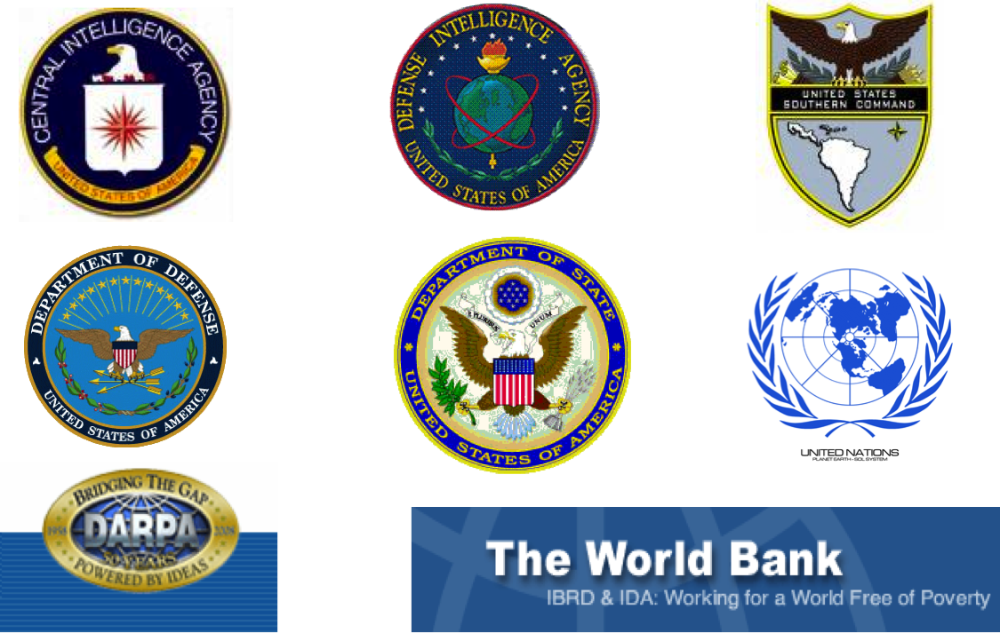 CENTRAL INTELLIGENCE AGENCY
UNITED STATES OF AMERICA
DEFENSE INTELLIGENCE AGENCY
UNITED STATES OF AMERICA
UNITED STATES
SOUTHERN COMMAND
DEPARTMENT OF DEFENSE
UNITED STATES OF AMERICA
DEPARTMENT OF STATE
E PLURIBUS UNUM
UNITED STATES OF AMERICA
UNITED NATIONS
PLANET EARTH - SOL SYSTEM
BRIDGING THE GAP
1958 DARPA 2008
50 YEARS
POWERED BY IDEAS
The World Bank
IBRD & IDA: Working for a World Free of Poverty